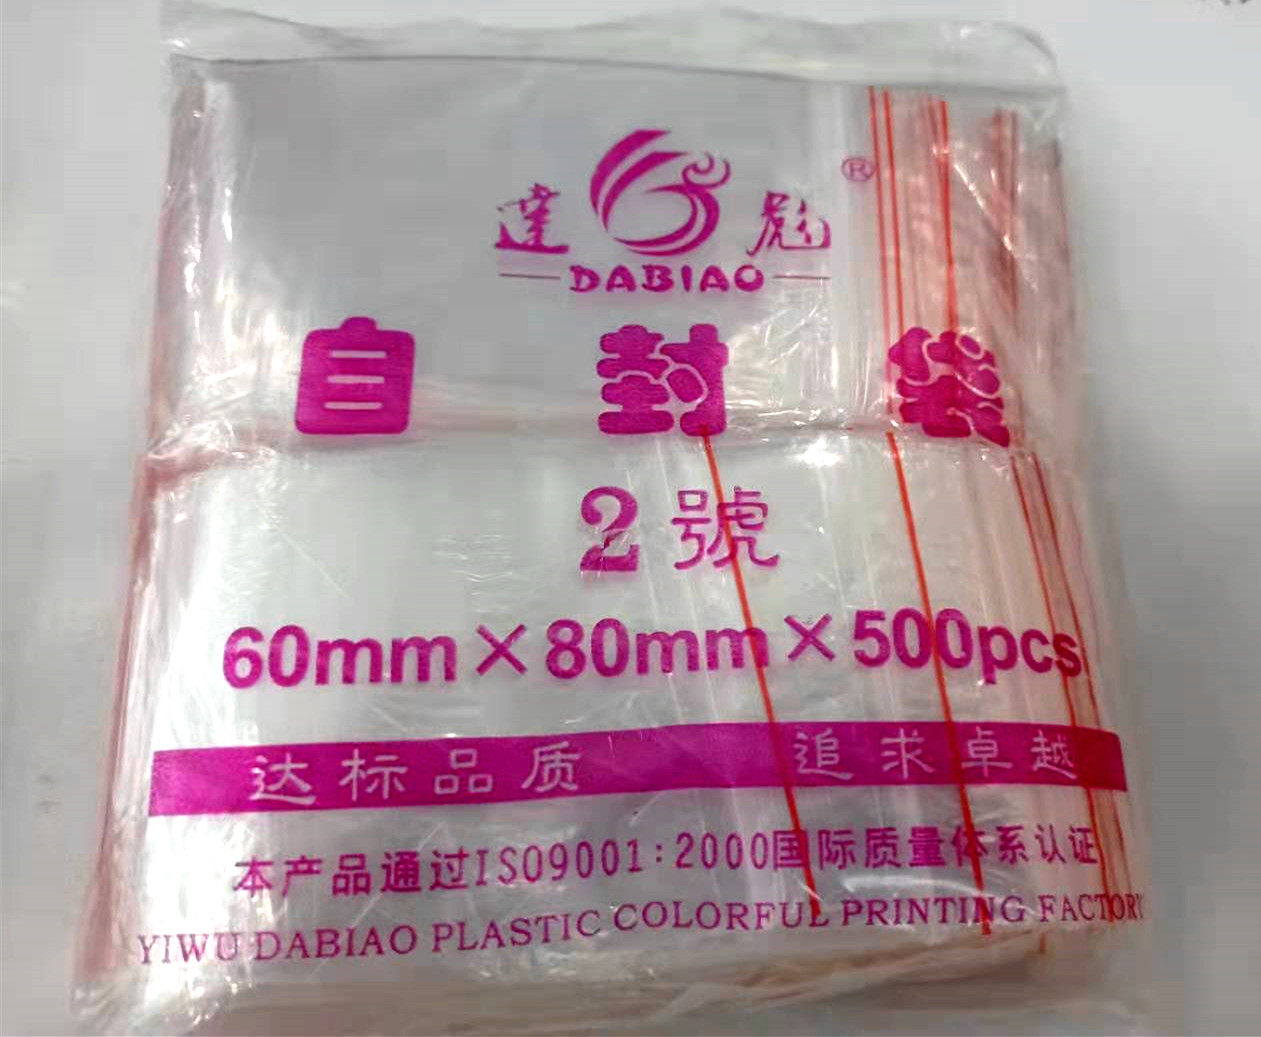 達 彪 ®
DABIAO
自 封 袋
2 號
60mm×80mm×500pcs
达标品质 追求卓越
本产品通过ISO9001:2000国际质量体系认证
YIWU DABIAO PLASTIC COLORFUL PRINTING FACTORY